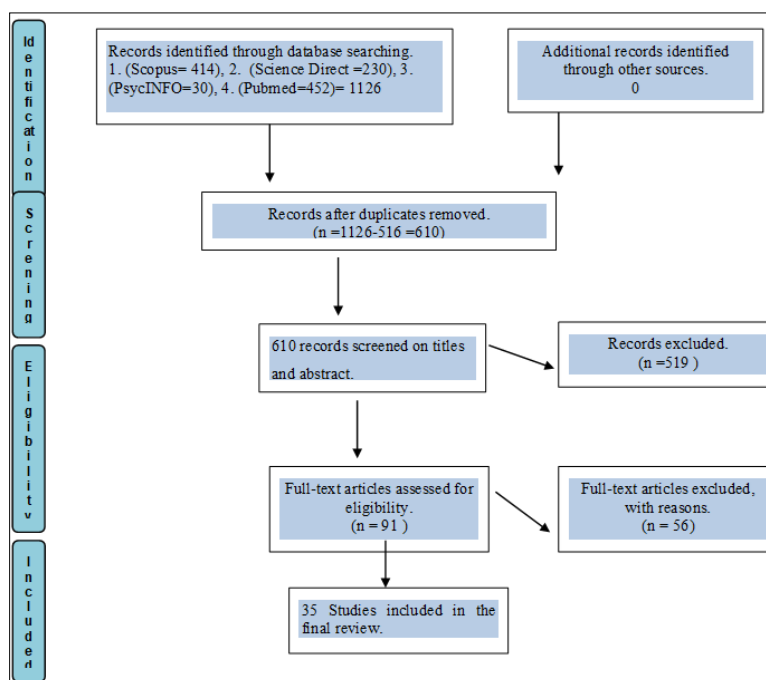 Id
e
n
tifi
c
ati
o
n
Records identified through database searching.
1. (Scopus= 414), 2. (Science Direct =230), 3.
(PsycINFO=30), 4. (Pubmed=452)= 1126
Additional records identified
through other sources.
0
S
c
r
e
n
i
n
g
Records after duplicates removed.
(n =1126-516 =610)
610 records screened on titles
and abstract.
Records excluded.
(n =519 )
E
l
i
g
i
b
i
l
i
t
y
Full-text articles assessed for
eligibility.
(n = 91 )
Full-text articles excluded,
with reasons.
(n = 56)
I
n
c
l
u
d
e
d
35 Studies included in the
final review.